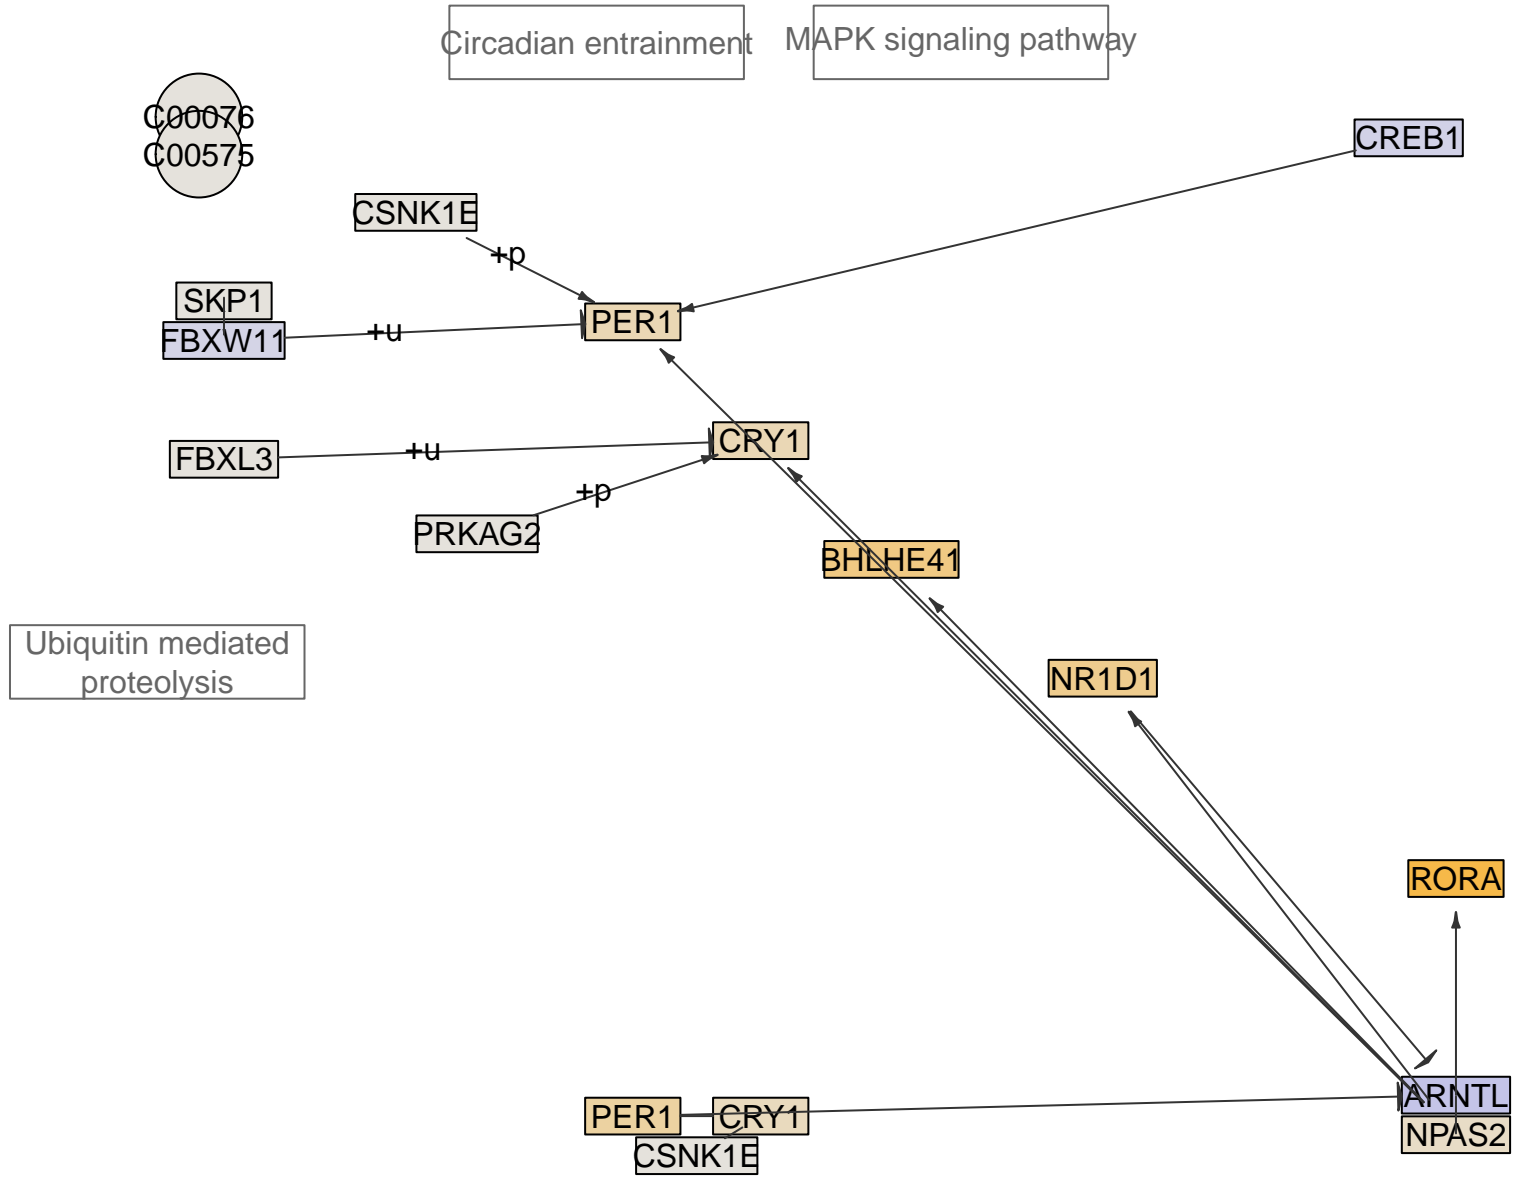 Circadian entrainment
MAPK signaling pathway
C00076
C00575
CREB1
CSNK1E
+p
SKP1
FBXW11
+u
PER1
FBXL3
+u
CRY1
+p
PRKAG2
BHLHE41
Ubiquitin mediated
proteolysis
NR1D1
RORA
PER1
CRY1
CSNK1E
ARNTL
NPAS2